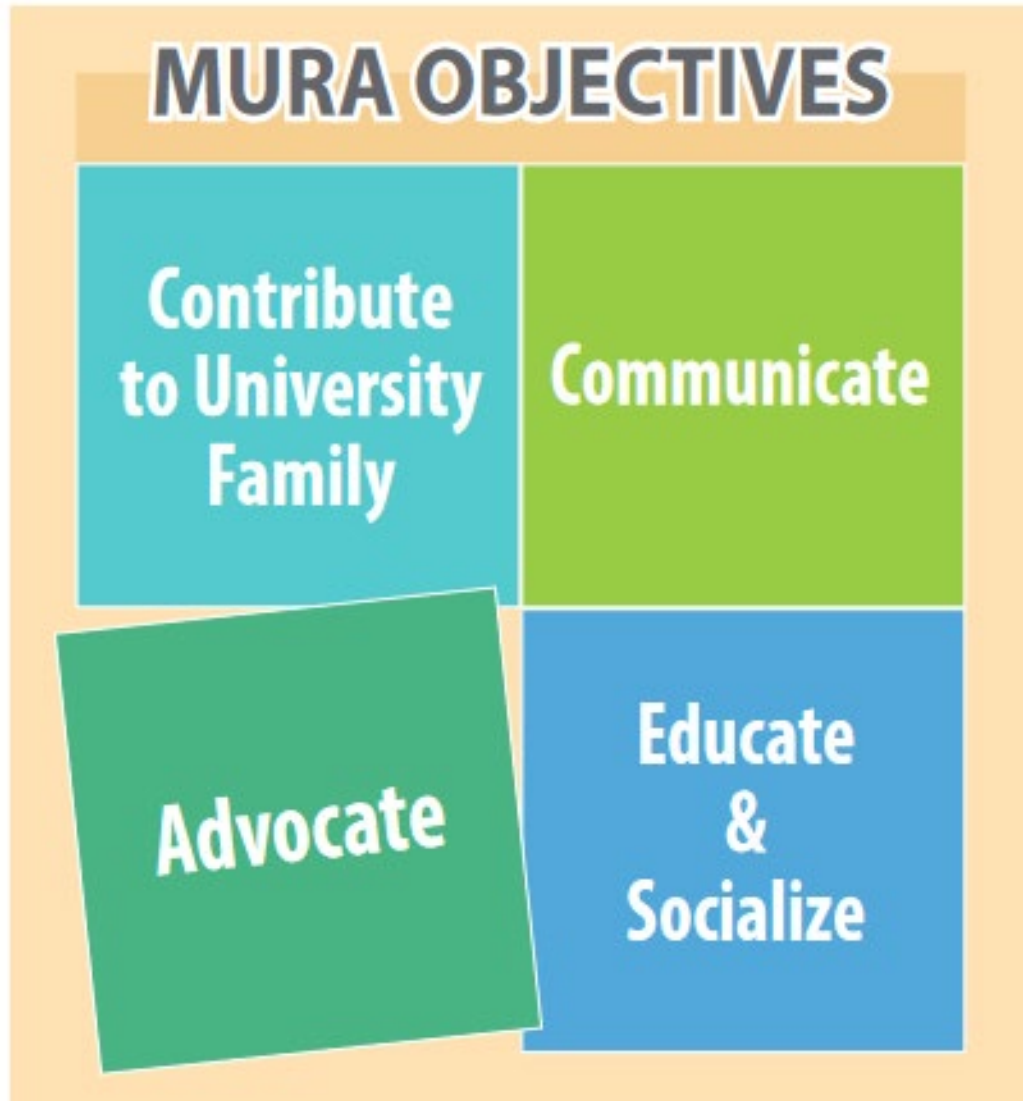 MURA OBJECTIVES
Contribute
to University
Family
Communicate
Advocate
Educate
&
Socialize